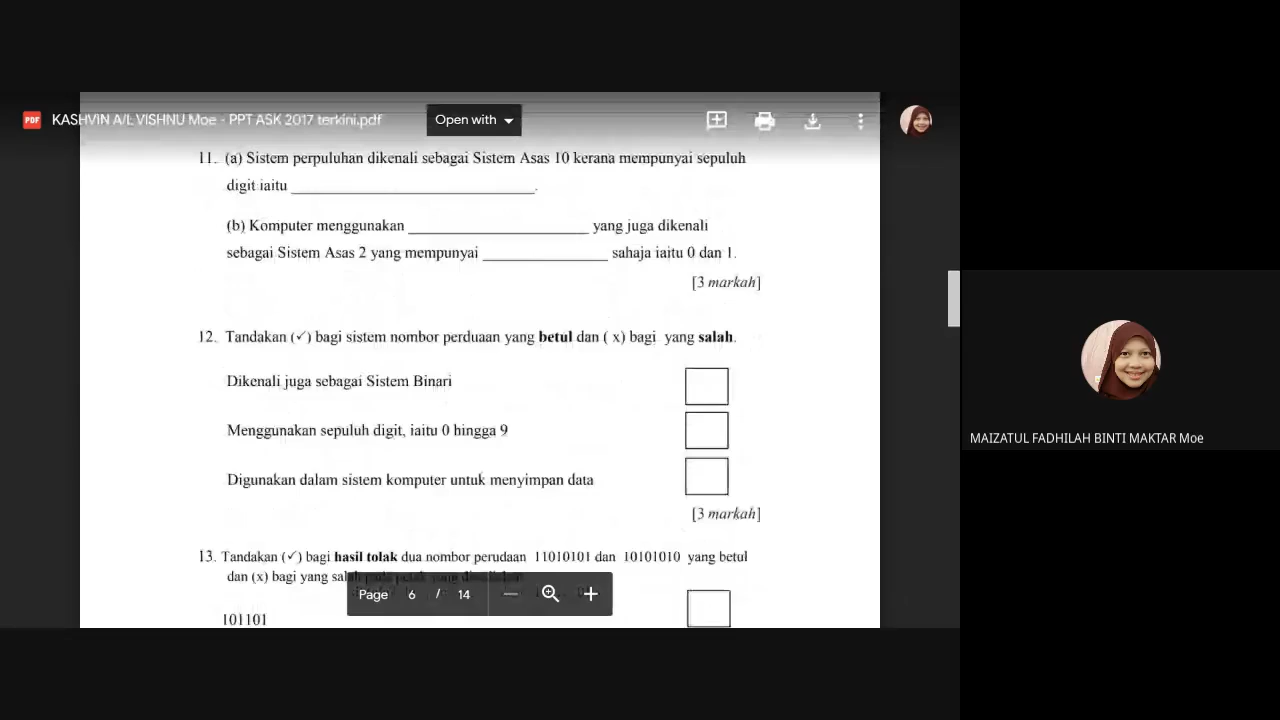 PDF KASHVIN A/L VISHNU Moe - PPT ASK 2017 terkini.pdf Open with
11. (a) Sistem perpuluhan dikenali sebagai Sistem Asas 10 kerana mempunyai sepuluh
digit iaitu ______________________________.
(b) Komputer menggunakan ______________________ yang juga dikenali
sebagai Sistem Asas 2 yang mempunyai _______________ sahaja iaitu 0 dan 1.
[3 markah]
12. Tandakan (✓) bagi sistem nombor perduaan yang betul dan ( x) bagi yang salah.
Dikenali juga sebagai Sistem Binari
Menggunakan sepuluh digit, iaitu 0 hingga 9
Digunakan dalam sistem komputer untuk menyimpan data
[3 markah]
13. Tandakan (✓) bagi hasil tolak dua nombor perudaan 11010101 dan 10101010 yang betul
dan (x) bagi yang salah
Page 6 / 14
101101
MAIZATUL FADHILAH BINTI MAKTAR Moe